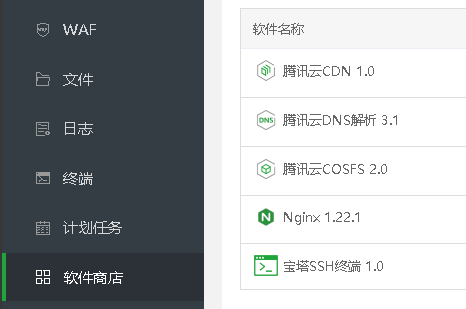 WAF
文件
日志
终端
计划任务
软件商店
软件名称
腾讯云CDN 1.0
DNS
腾讯云DNS解析 3.1
腾讯云COSFS 2.0
N
Nginx 1.22.1
宝塔SSH终端 1.0